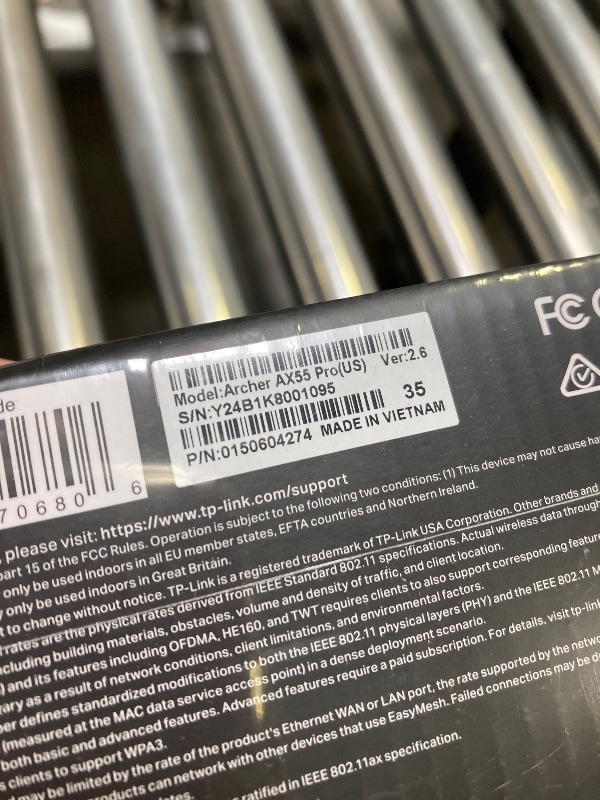 FC
Model:Archer AX55 Pro(US) Ver:2.6
S/N:Y24B1K8001095
35
P/N:0150604274 MADE IN VIETNAM
de
70680 6
please visit: https://www.tp-link.com/support
part 15 of the FCC Rules. Operation is subject to the following two conditions: (1) This device may not cause
only be used indoors in all EU member states, EFTA countries and Northern Ireland.
only be used indoors in Great Britain.
to change without notice. TP-Link is a registered trademark of TP-Link USA Corporation. Other brands and
rates are the physical rates derived from IEEE Standard 802.11 specifications. Actual wireless data through
including building materials, obstacles, volume and density of traffic, and client location.
ary as a result of network conditions, client limitations, and environmental factors.
) and its features including OFDMA, HE160, and TWT requires clients to also support corresponding feature
er defines standardized modifications to both the IEEE 802.11 physical layers (PHY) and the IEEE 802.11 M
(measured at the MAC data service access point) in a dense deployment scenario.
both basic and advanced features. Advanced features require a paid subscription. For details, visit tp-link
s clients to support WPA3.
may be limited by the rate of the product's Ethernet WAN or LAN port, the rate supported by the netwo
products can network with other devices that use EasyMesh. Failed connections may be d
ratified in IEEE 802.11ax specification.